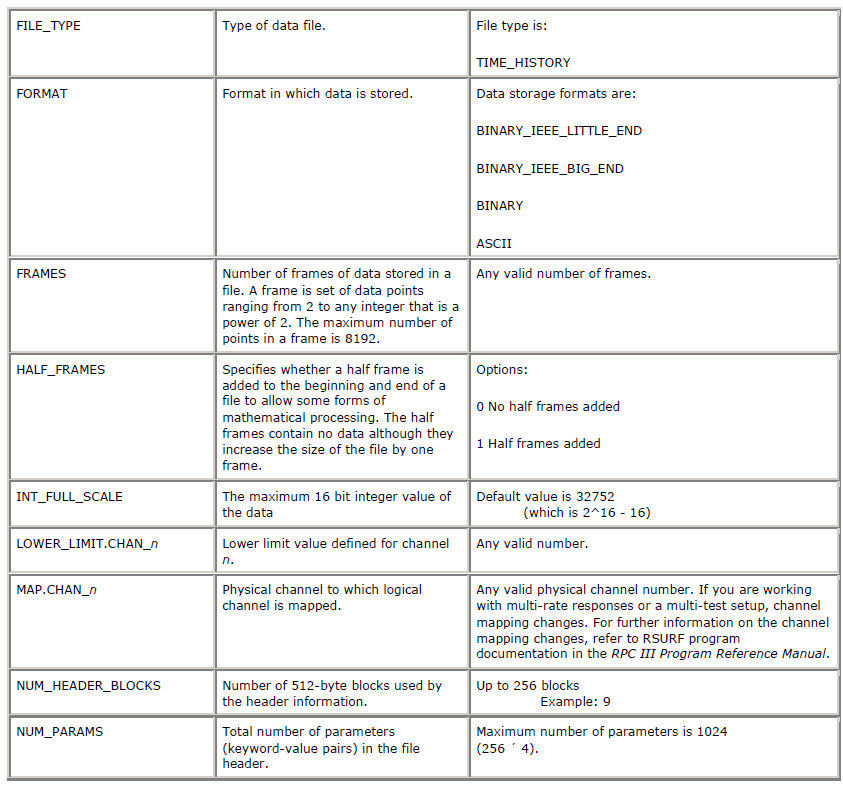 FILE_TYPE
Type of data file.
File type is:
TIME_HISTORY
FORMAT
Format in which data is stored.
Data storage formats are:
BINARY_IEEE_LITTLE_END
BINARY_IEEE_BIG_END
BINARY
ASCII
FRAMES
Number of frames of data stored in a
file. A frame is set of data points
ranging from 2 to any integer that is a
power of 2. The maximum number of
points in a frame is 8192.
Any valid number of frames.
HALF_FRAMES
Specifies whether a half frame is
added to the beginning and end of a
file to allow some forms of
mathematical processing. The half
frames contain no data although they
increase the size of the file by one
frame.
Options:
0 No half frames added
1 Half frames added
INT_FULL_SCALE
The maximum 16 bit integer value of
the data
Default value is 32752
(which is 2^16 - 16)
LOWER_LIMIT.CHAN_n
Lower limit value defined for channel
n.
Any valid number.
MAP.CHAN_n
Physical channel to which logical
channel is mapped.
Any valid physical channel number. If you are working
with multi-rate responses or a multi-test setup, channel
mapping changes. For further information on the channel
mapping changes, refer to RSURF program
documentation in the RPC III Program Reference Manual.
NUM_HEADER_BLOCKS
Number of 512-byte blocks used by
the header information.
Up to 256 blocks
Example: 9
NUM_PARAMS
Total number of parameters
(keyword-value pairs) in the file
header.
Maximum number of parameters is 1024
(256 ´ 4).